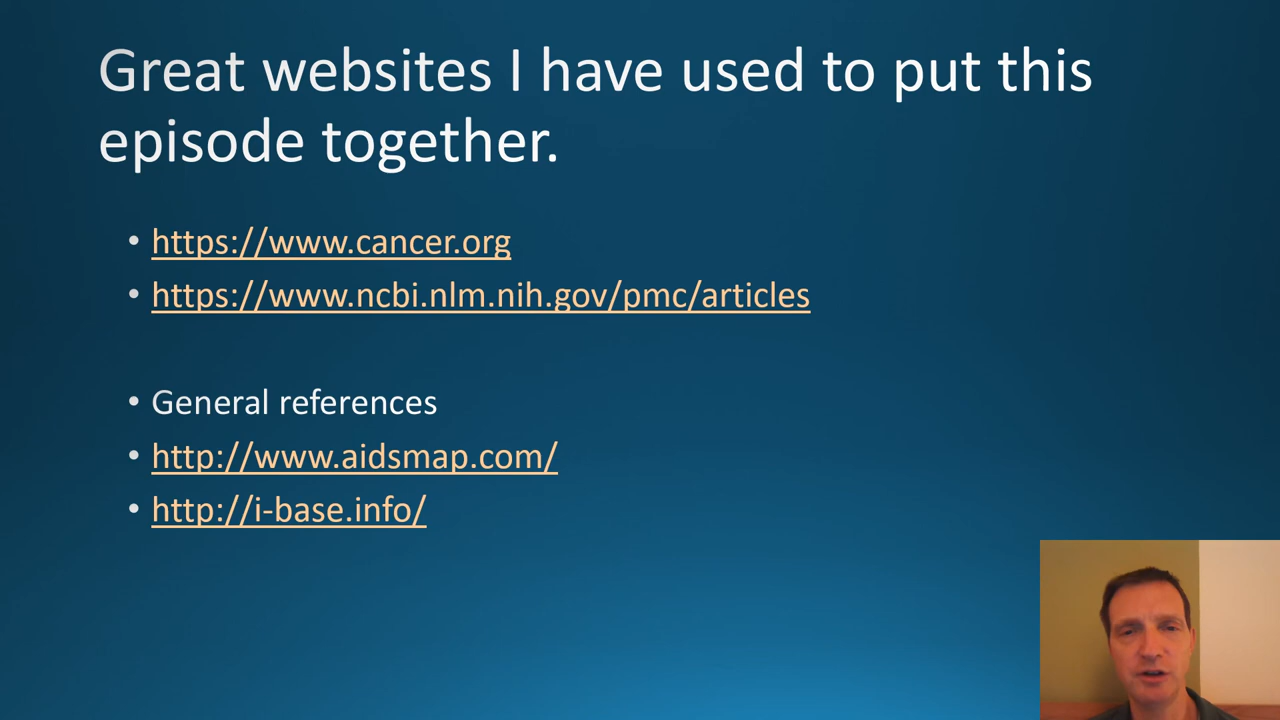 Great websites I have used to put this
episode together.
• https://www.cancer.org
• https://www.ncbi.nlm.nih.gov/pmc/articles
• General references
• http://www.aidsmap.com/
• http://i-base.info/